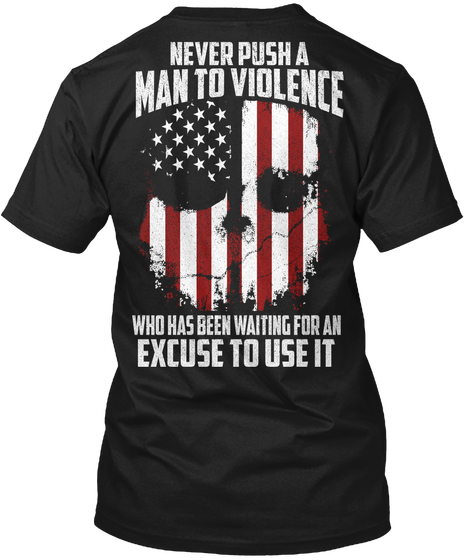 NEVER PUSH A
MAN TO VIOLENCE
WHO HAS BEEN WAITING FOR AN
EXCUSE TO USE IT